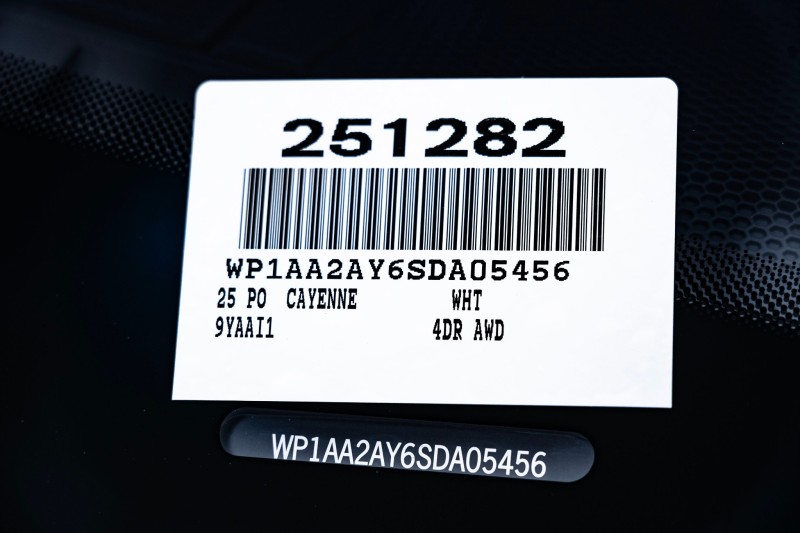 251282
WP1AA2AY6SDA05456
25 PO CAYENNE WHT
9YAAI1 4DR AWD
WP1AA2AY6SDA05456